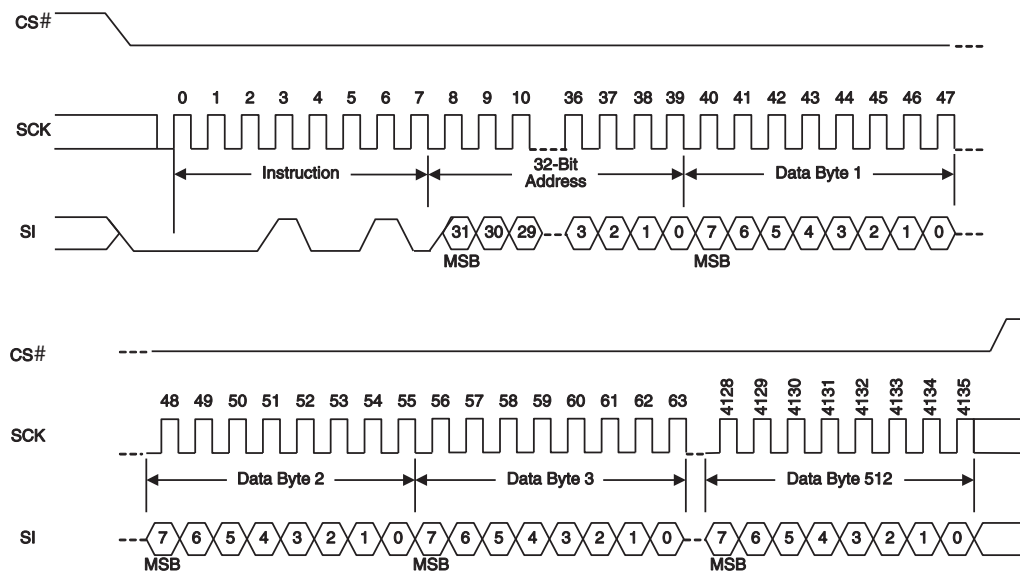 CS#
0 1 2 3 4 5 6 7 8 9 10 36 37 38 39 40 41 42 43 44 45 46 47
SCK
Instruction 32-Bit Address Data Byte 1
SI 31 30 29 3 2 1 0 7 6 5 4 3 2 1 0
MSB MSB
CS#
48 49 50 51 52 53 54 55 56 57 58 59 60 61 62 63 4128 4129 4130 4131 4132 4133 4134 4135
SCK
Data Byte 2 Data Byte 3 Data Byte 512
SI 7 6 5 4 3 2 1 0 7 6 5 4 3 2 1 0 7 6 5 4 3 2 1 0
MSB MSB MSB